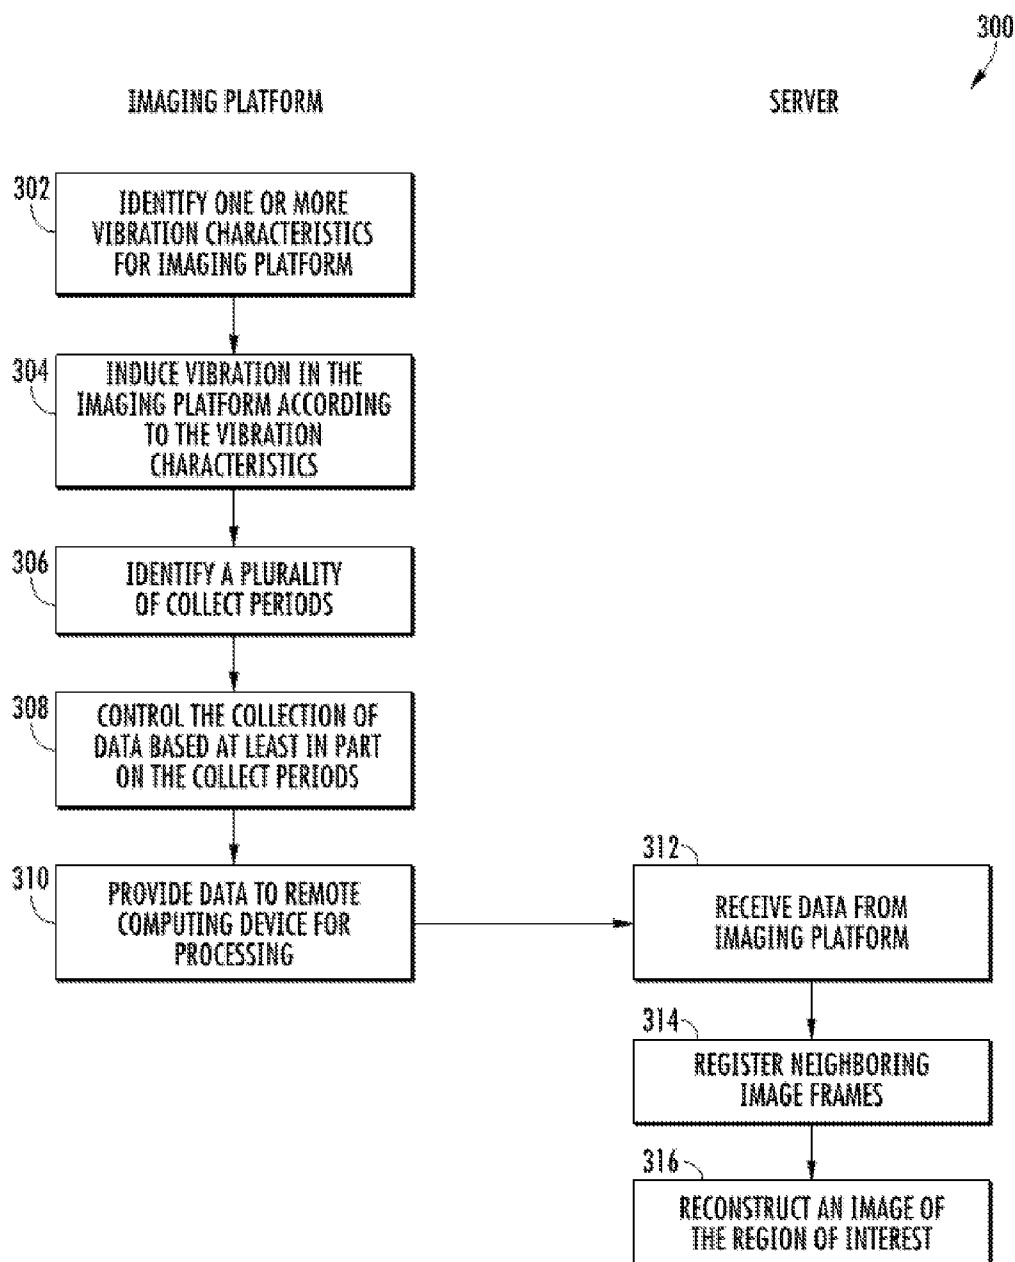 300
IMAGING PLATFORM
SERVER
302
IDENTIFY ONE OR MORE
VIBRATION CHARACTERISTICS
FOR IMAGING PLATFORM
304
INDUCE VIBRATION IN THE
IMAGING PLATFORM ACCORDING
TO THE VIBRATION
CHARACTERISTICS
306
IDENTIFY A PLURALITY
OF COLLECT PERIODS
308
CONTROL THE COLLECTION OF
DATA BASED AT LEAST IN PART
ON THE COLLECT PERIODS
310
PROVIDE DATA TO REMOTE
COMPUTING DEVICE FOR
PROCESSING
312
RECEIVE DATA FROM
IMAGING PLATFORM
314
REGISTER NEIGHBORING
IMAGE FRAMES
316
RECONSTRUCT AN IMAGE OF
THE REGION OF INTEREST